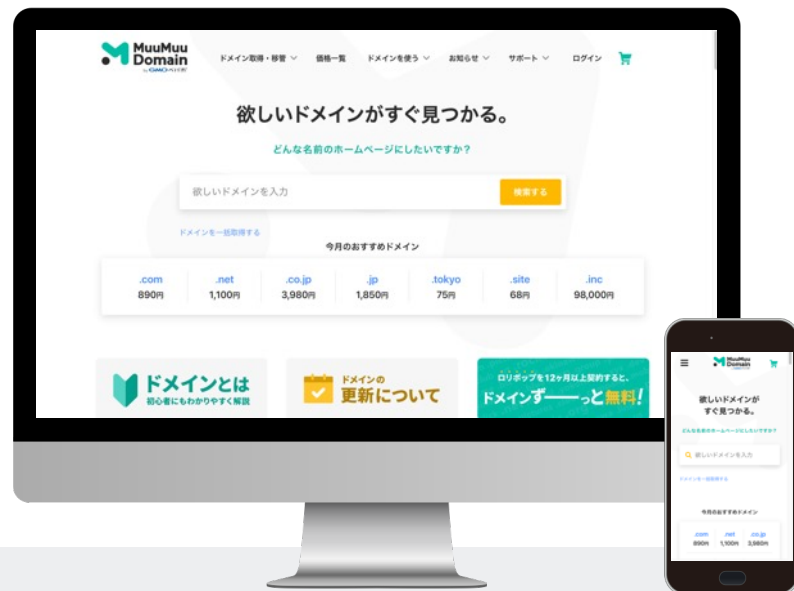 MuuMuu
Domain
by GMOペパボ
ドメイン取得・移管
価格一覧
ドメインを使う
お知らせ
サポート
ログイン
欲しいドメインがすぐ見つかる。
どんな名前のホームページにしたいですか？
欲しいドメインを入力
検索する
ドメインを一括取得する
今月のおすすめドメイン
.com .net .co.jp .jp .tokyo .site .inc
890円 1,100円 3,980円 1,850円 75円 68円 98,000円
ドメインとは
初心者にもわかりやすく解説
ドメインの
更新について
ロリポップを12ヶ月以上契約すると、
ドメインずーーっと無料!
MuuMuu
Domain
欲しいドメインが
すぐ見つかる。
どんな名前のホームページにしたいですか？
欲しいドメインを入力
ドメインを一括取得する
今月のおすすめドメイン
.com .net .co.jp
890円 1,100円 3,980円